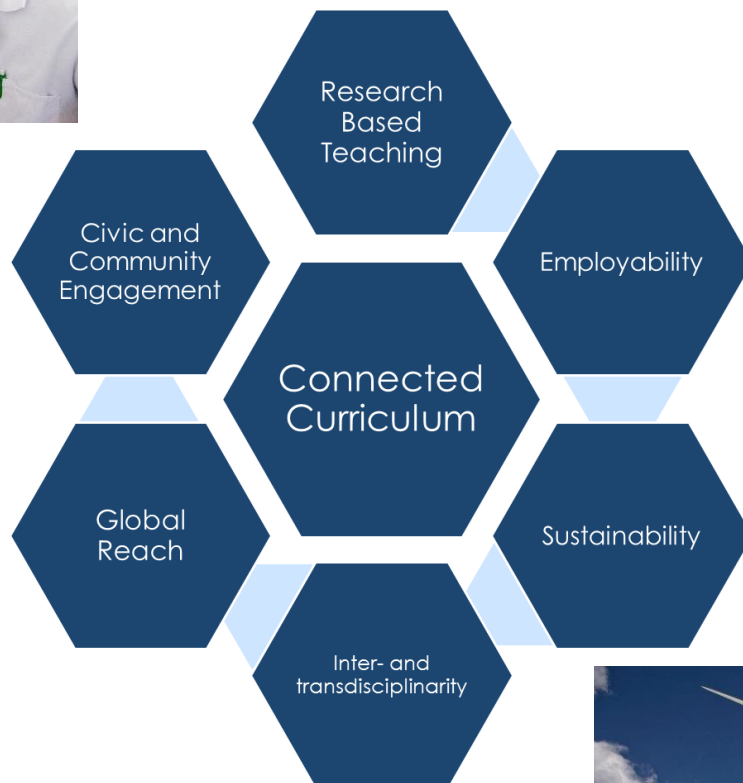 Research
Based
Teaching
Civic and
Community
Engagement
Employability
Connected
Curriculum
Global
Reach
Sustainability
Inter- and
transdisciplinarity